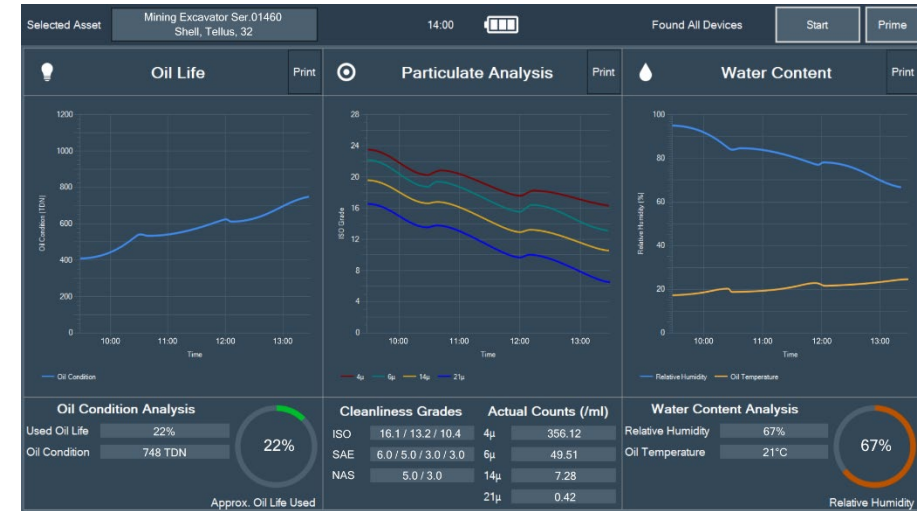 Selected Asset
Mining Excavator Ser.01460
Shell, Tellus, 32
14:00
Found All Devices
Start
Prime
Oil Life
Print
1200
1000
800
600
400
200
0
Oil Condition (TDN)
10:00 11:00 12:00 13:00
Time
Oil Condition
Particulate Analysis
Print
28
24
20
16
12
8
4
0
ISO Grade
10:00 11:00 12:00 13:00
Time
4µ 6µ 14µ 21µ
Water Content
Print
100
80
60
40
20
0
Relative Humidity (%)
10:00 11:00 12:00 13:00
Time
Relative Humidity Oil Temperature
Oil Condition Analysis
Used Oil Life 22%
Oil Condition 748 TDN
22%
Approx. Oil Life Used
Cleanliness Grades
ISO 16.1 / 13.2 / 10.4
SAE 6.0 / 5.0 / 3.0 / 3.0
NAS 5.0 / 3.0
Actual Counts (/ml)
4µ 356.12
6µ 49.51
14µ 7.28
21µ 0.42
Water Content Analysis
Relative Humidity 67%
Oil Temperature 21°C
67%
Relative Humidity